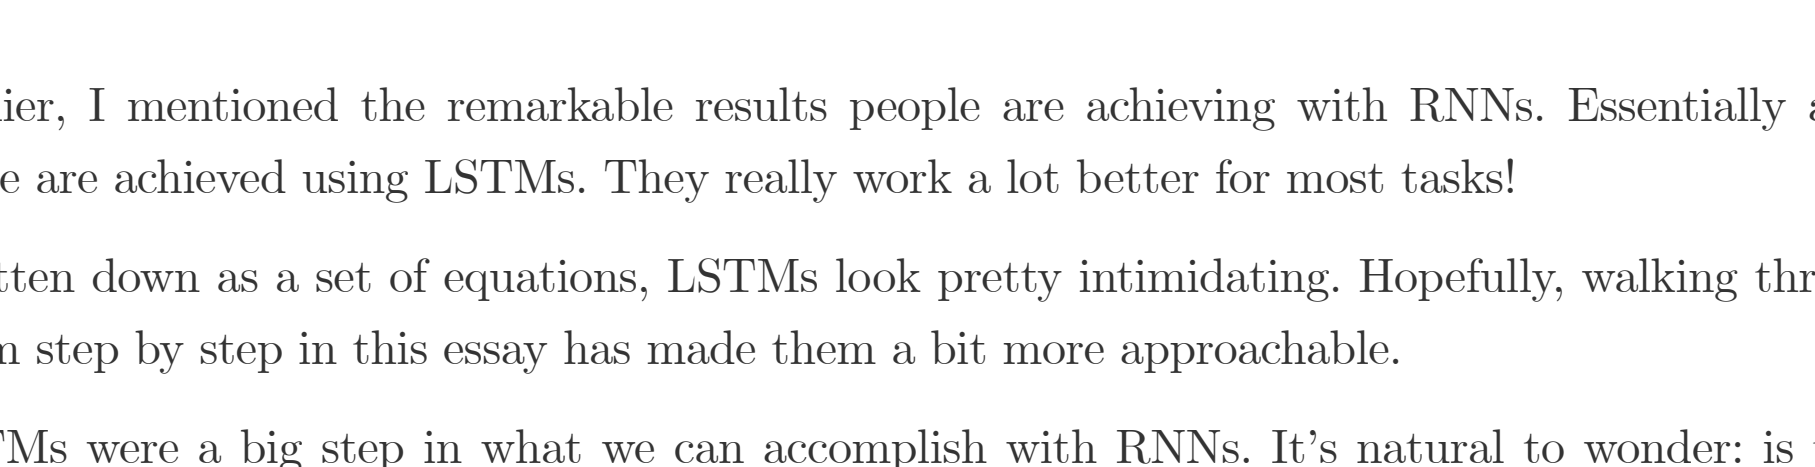 ier, I mentioned the remarkable results people are achieving with RNNs. Essentially a
e are achieved using LSTMs. They really work a lot better for most tasks!
tten down as a set of equations, LSTMs look pretty intimidating. Hopefully, walking thr
step by step in this essay has made them a bit more approachable.
TMs were a big step in what we can accomplish with RNNs. It's natural to wonder: is